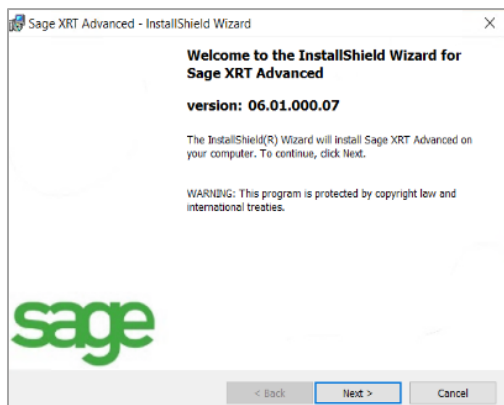 Sage XRT Advanced - InstallShield Wizard
Welcome to the InstallShield Wizard for
Sage XRT Advanced
version: 06.01.000.07
The InstallShield(R) Wizard will install Sage XRT Advanced on
your computer. To continue, click Next.
WARNING: This program is protected by copyright law and
international treaties.
sage
< Back
Next >
Cancel